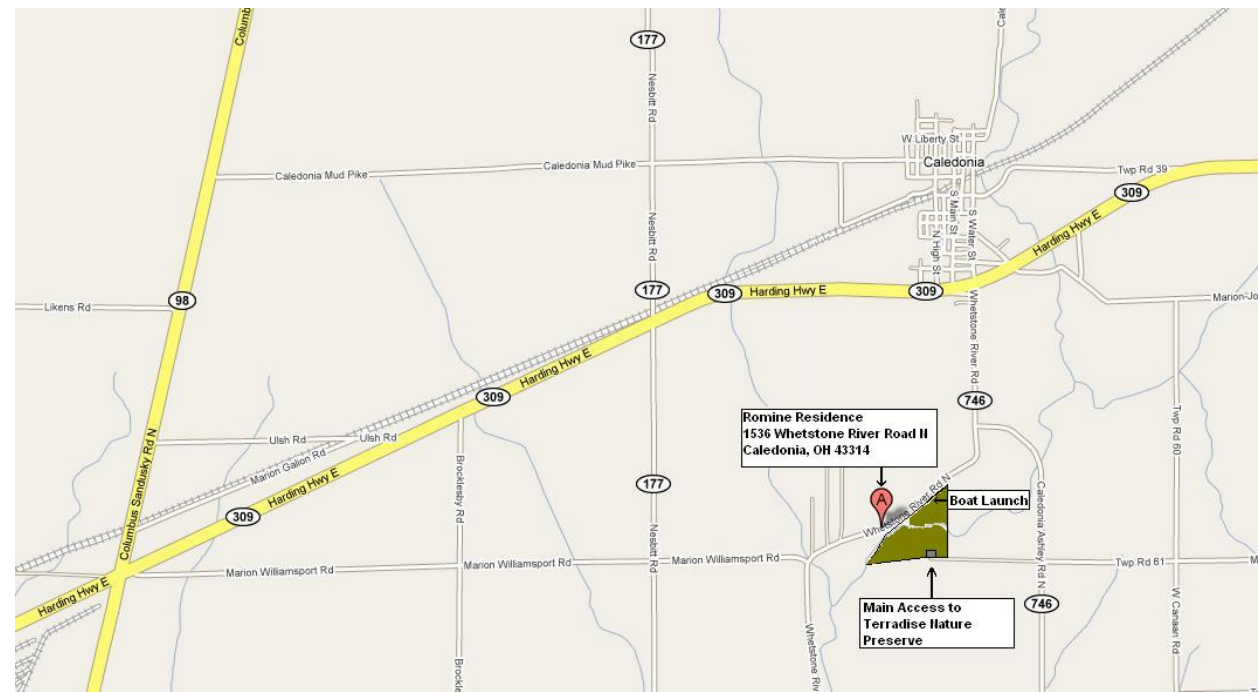 Columbu
177
Nesbitt Rd
Cale
W Liberty St
Caledonia
Caledonia Mud Pike
Caledonia Mud Pike
Twp Rd 39
309
Nesbitt Rd
S Main St
S Water St
N High St
Harding Hwy E
98
Likens Rd
177
309
Harding Hwy E
309
Marion-Jo
Whetstone River Rd
Harding Hwy E
309
746
Romine Residence
1536 Whetstone River Road N
Caledonia, OH 43314
Twp Rd 60
Ulsh Rd
Ulsh Rd
Marion Galion Rd
Brocklesby Rd
Harding Hwy E
177
A
Boat Launch
Whetstone River Rd N
Columbus Sandusky Rd N
309
Caledonia Ashley Rd N
Nesbitt Rd
Marion Williamsport Rd
Marion Williamsport Rd
Marion Williamsport Rd
Twp Rd 61
M
Harding Hwy E
746
W Canaan Rd
Main Access to
Terradise Nature
Preserve
Whetstone Riv
Brock